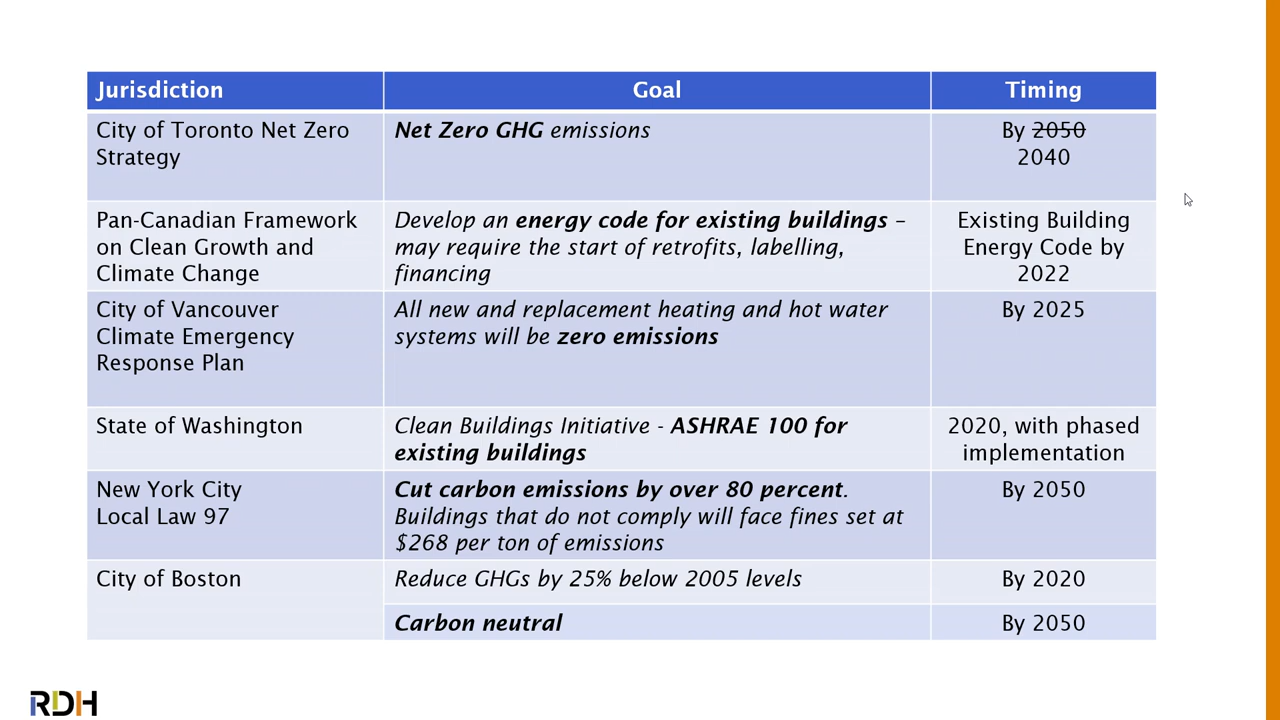 Jurisdiction Goal Timing
City of Toronto Net Zero Strategy
Net Zero GHG emissions
By 2050
2040
Pan-Canadian Framework
on Clean Growth and
Climate Change
Develop an energy code for existing buildings –
may require the start of retrofits, labelling,
financing
Existing Building
Energy Code by
2022
City of Vancouver
Climate Emergency
Response Plan
All new and replacement heating and hot water
systems will be zero emissions
By 2025
State of Washington
Clean Buildings Initiative - ASHRAE 100 for
existing buildings
2020, with phased
implementation
New York City
Local Law 97
Cut carbon emissions by over 80 percent.
Buildings that do not comply will face fines set at
$268 per ton of emissions
By 2050
City of Boston
Reduce GHGs by 25% below 2005 levels
By 2020
Carbon neutral
By 2050
RDH